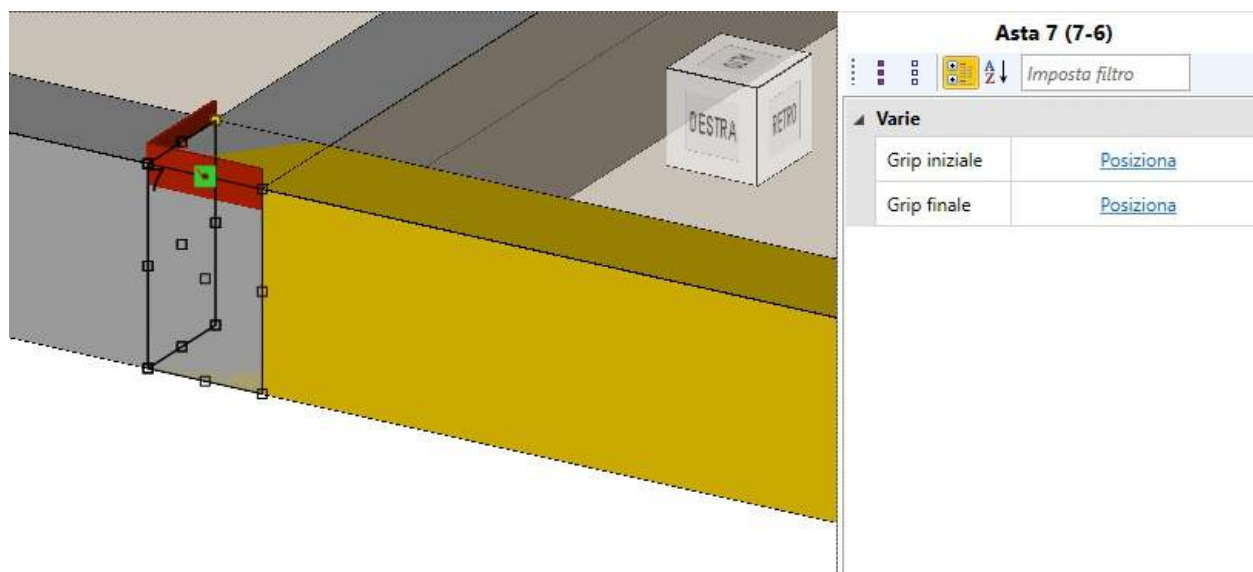 Asta 7 (7-6)
A
Z
Imposta filtro
Varie
Grip iniziale
Posiziona
Grip finale
Posiziona
7
DESTRA
RETRO